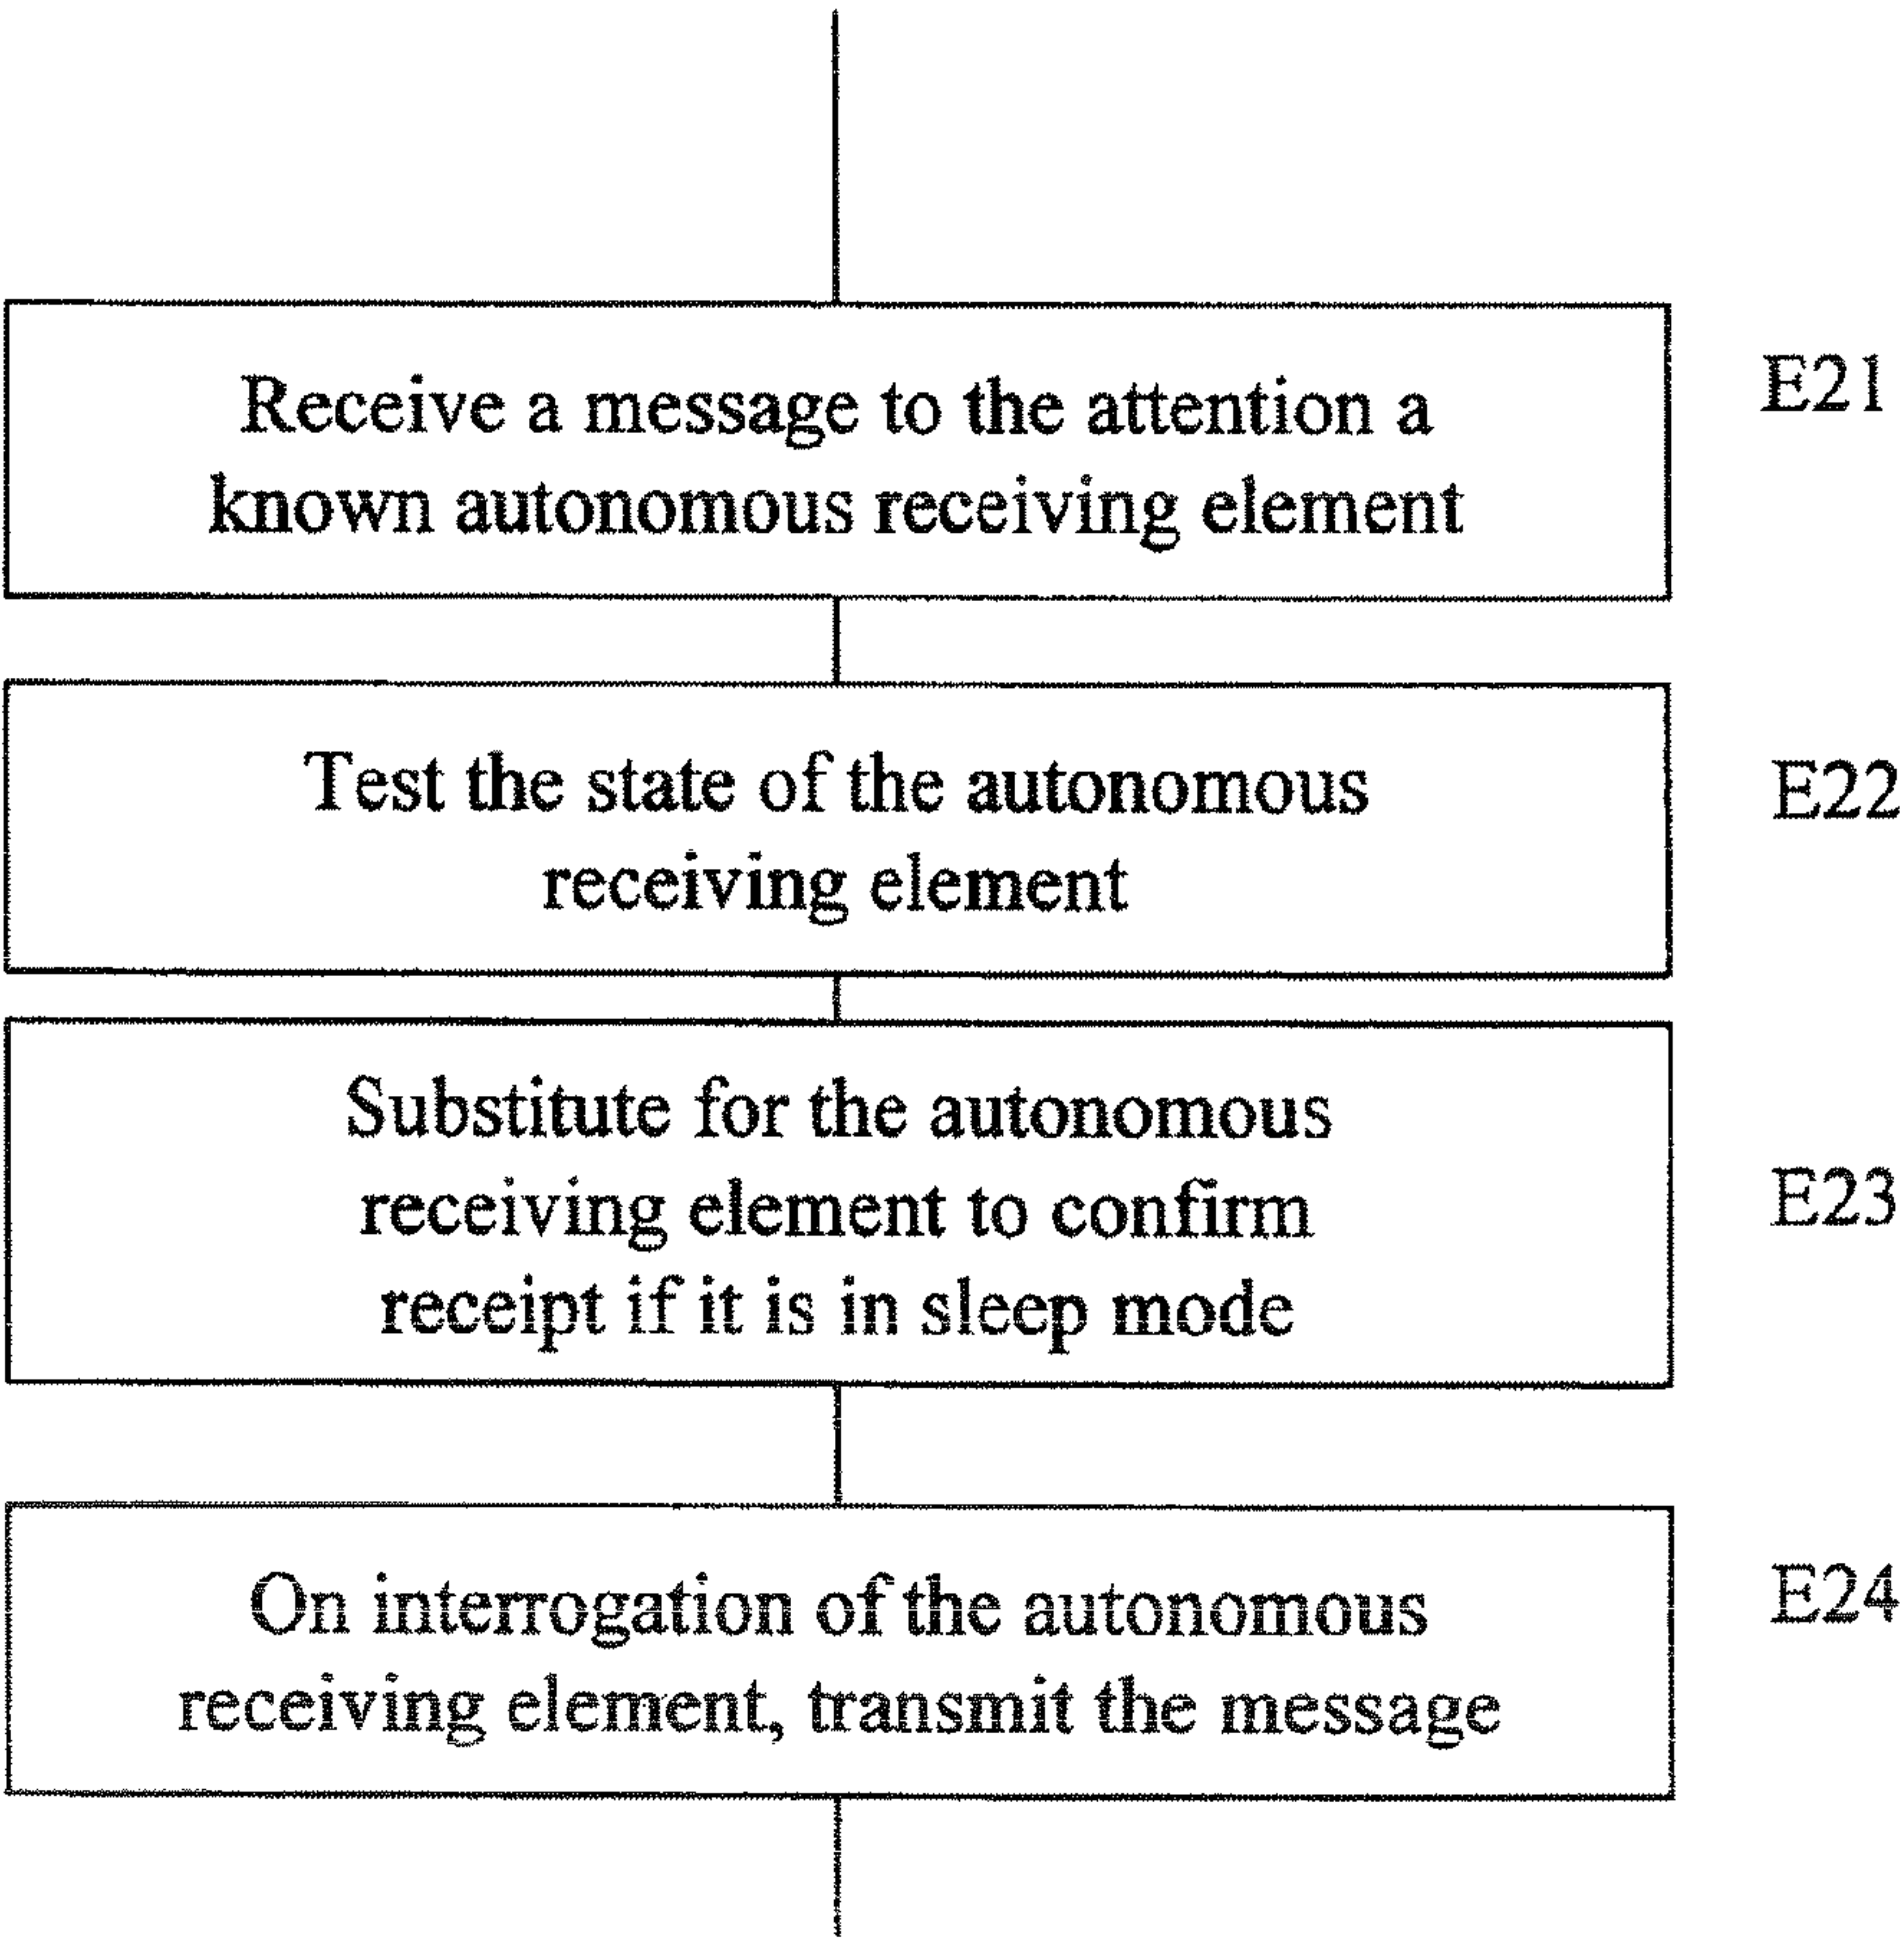 Receive a message to the attention a
known autonomous receiving element
E21
Test the state of the autonomous
receiving element
E22
Substitute for the autonomous
receiving element to confirm
receipt if it is in sleep mode
E23
On interrogation of the autonomous
receiving element, transmit the message
E24